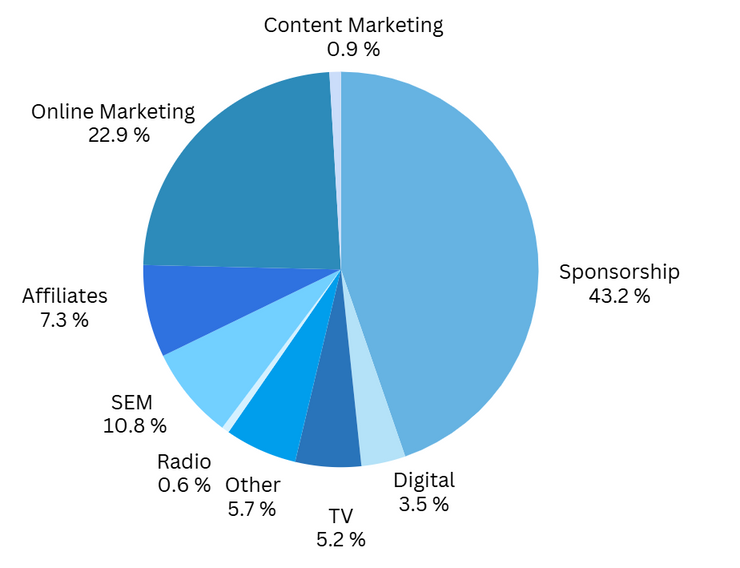 Content Marketing
0.9 %
Online Marketing
22.9 %
Sponsorship
43.2 %
Affiliates
7.3 %
SEM
10.8 %
Radio
0.6 %
Other
5.7 %
TV
5.2 %
Digital
3.5 %